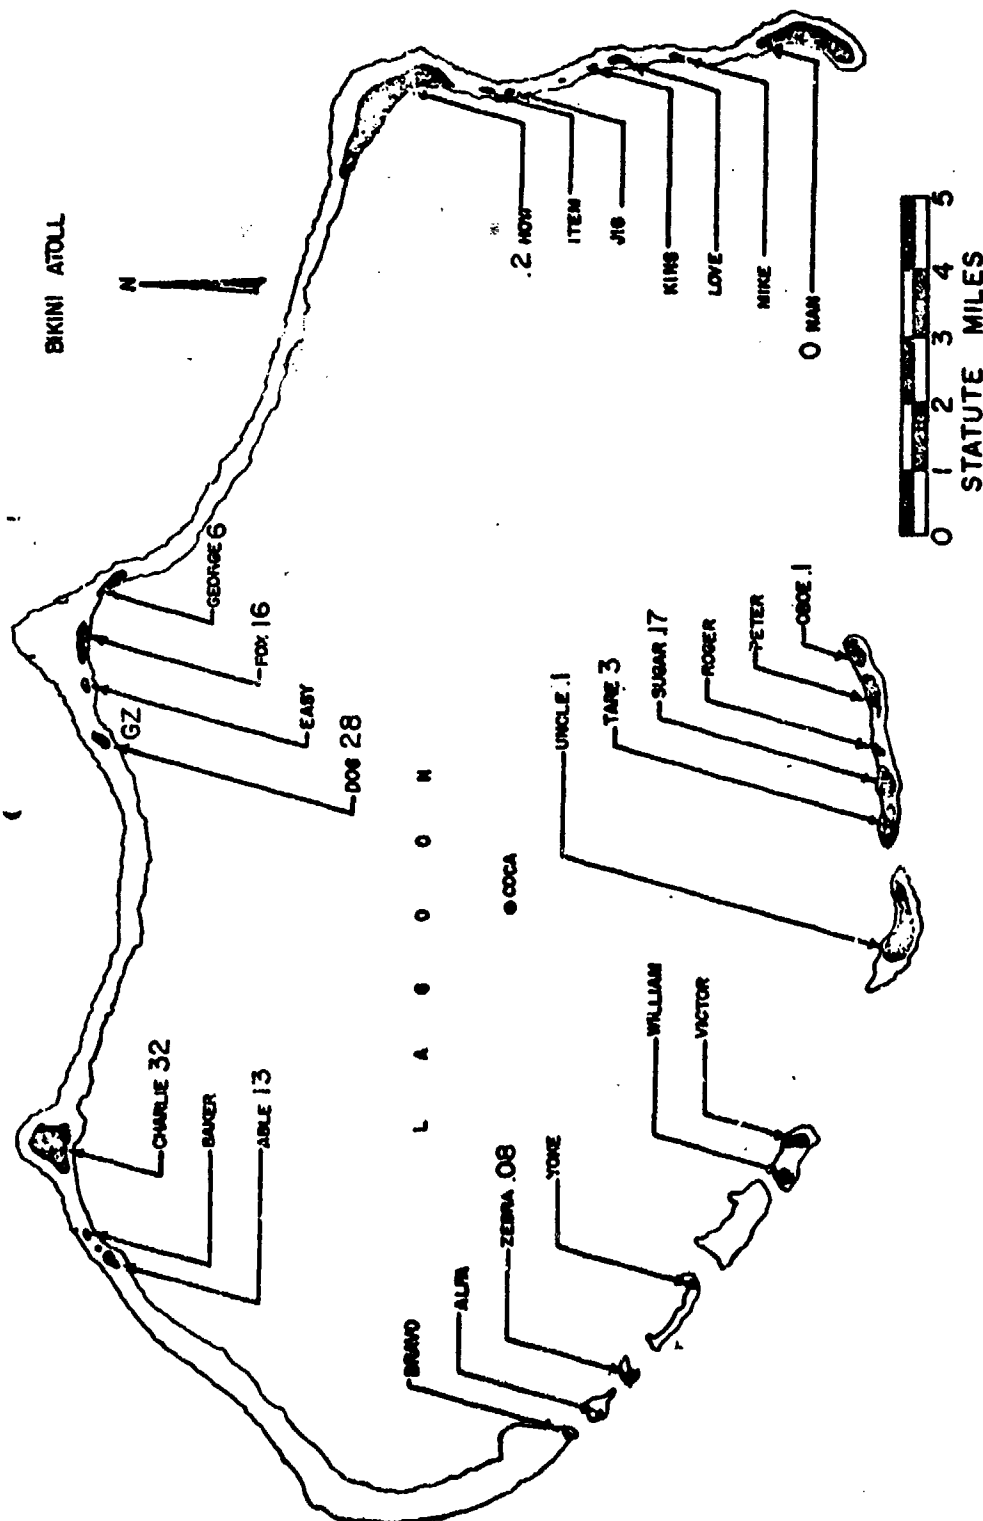 BIKINI ATOLL
N
CHARLIE 32
BAKER
ABLE 13
GZ
DOG 28
EASY
FOX 16
GEORGE 6
.2 HOW
ITEM
JIG
KING
LOVE
MIKE
0 NAN
LAGOON
COCA
BRAVO
ALFA
ZEBRA .08
YOKE
WILLIAM
VICTOR
UNCLE .1
TARE 3
SUGAR .17
ROGER
PETER
OBOE .1
0 1 2 3 4 5
STATUTE MILES